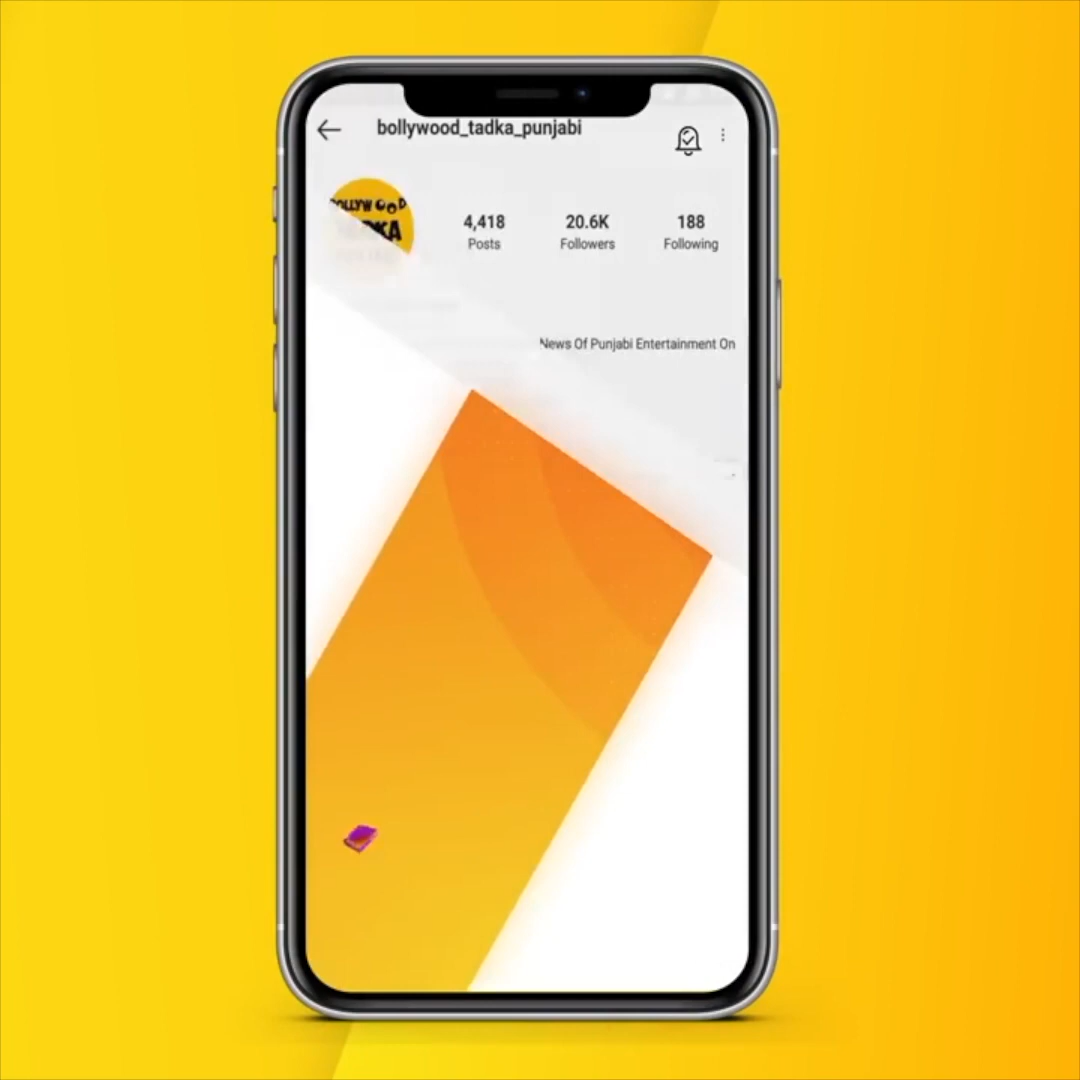 bollywood_tadka_punjabi
4,418
20.6K
188
Posts
Followers
Following
News Of Punjabi Entertainment On